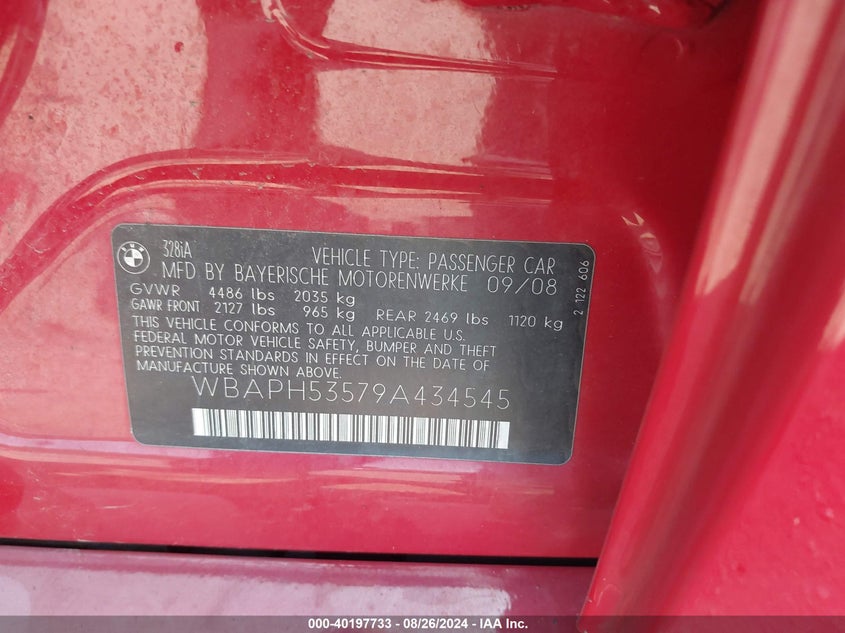 BMW
328iA
VEHICLE TYPE: PASSENGER CAR
MFD BY BAYERISCHE MOTORENWERKE 09/08
GVWR 4486 lbs 2035 kg
GAWR FRONT 2127 lbs 965 kg REAR 2469 lbs 1120 kg
THIS VEHICLE CONFORMS TO ALL APPLICABLE U.S.
FEDERAL MOTOR VEHICLE SAFETY, BUMPER AND THEFT
PREVENTION STANDARDS IN EFFECT ON THE DATE OF
MANUFACTURE SHOWN ABOVE.
WBAPH53579A434545
2 122 606
000-40197733 / 08/26/2024 / IAAI.com